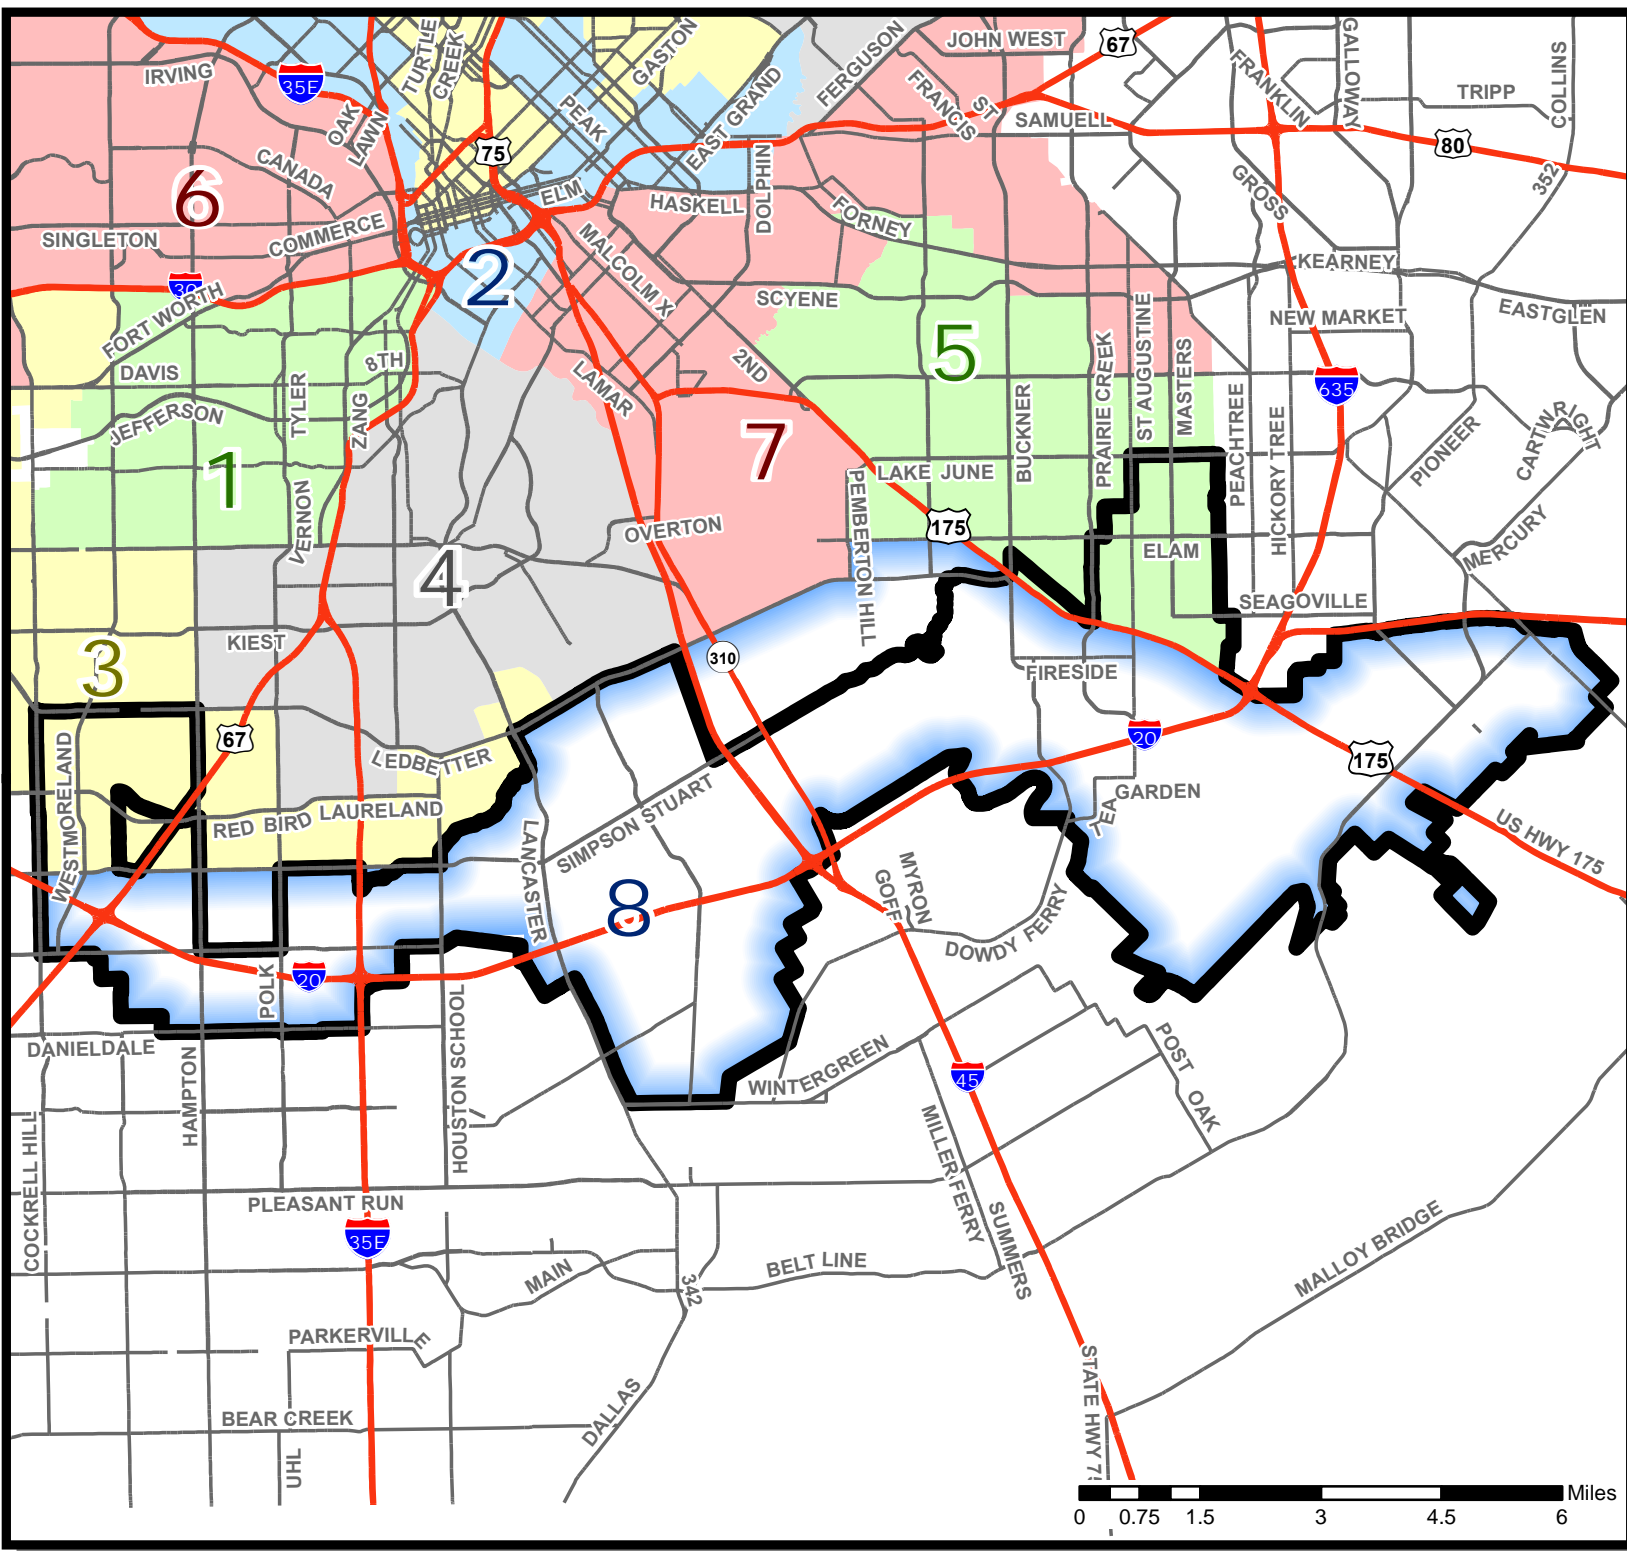 IRVING
35E
TURTLE
CREEK
GASTON
FERGUSON
JOHN WEST
67
GALLOWAY
FRANKLIN
TRIPP
COLLINS
OAK
LAWN
PEAK
EAST GRAND
ST
FRANCIS
SAMUELL
75
80
352
CANADA
6
ELM
HASKELL
DOLPHIN
FORNEY
GROSS
SINGLETON
COMMERCE
MALCOLM X
KEARNEY
30
2
FORT WORTH
SCYENE
NEW MARKET
EASTGLEN
DAVIS
8TH
LAMAR
2ND
5
PRAIRIE CREEK
ST AUGUSTINE
MASTERS
635
JEFFERSON
TYLER
ZANG
1
7
BUCKNER
PEACHTREE
HICKORY TREE
PIONEER
CARTWRIGHT
LAKE JUNE
VERNON
OVERTON
PEMBERTON HILL
175
ELAM
MERCURY
4
SEAGOVILLE
KIEST
3
310
FIRESIDE
67
LEDBETTER
20
175
WESTMORELAND
RED BIRD
LAURELAND
SIMPSON STUART
TEA
GARDEN
US HWY 175
LANCASTER
8
MYRON
GOFF
DOWDY FERRY
20
POLK
HOUSTON SCHOOL
DANIELDALE
HAMPTON
WINTERGREEN
45
POST OAK
COCKRELL HILL
MILLER FERRY
PLEASANT RUN
35E
SUMMERS
MAIN
342
BELT LINE
MALLOY BRIDGE
PARKERVILLE
BEAR CREEK
DALLAS
UHL
STATE HWY 75
Miles
0 0.75 1.5 3 4.5 6